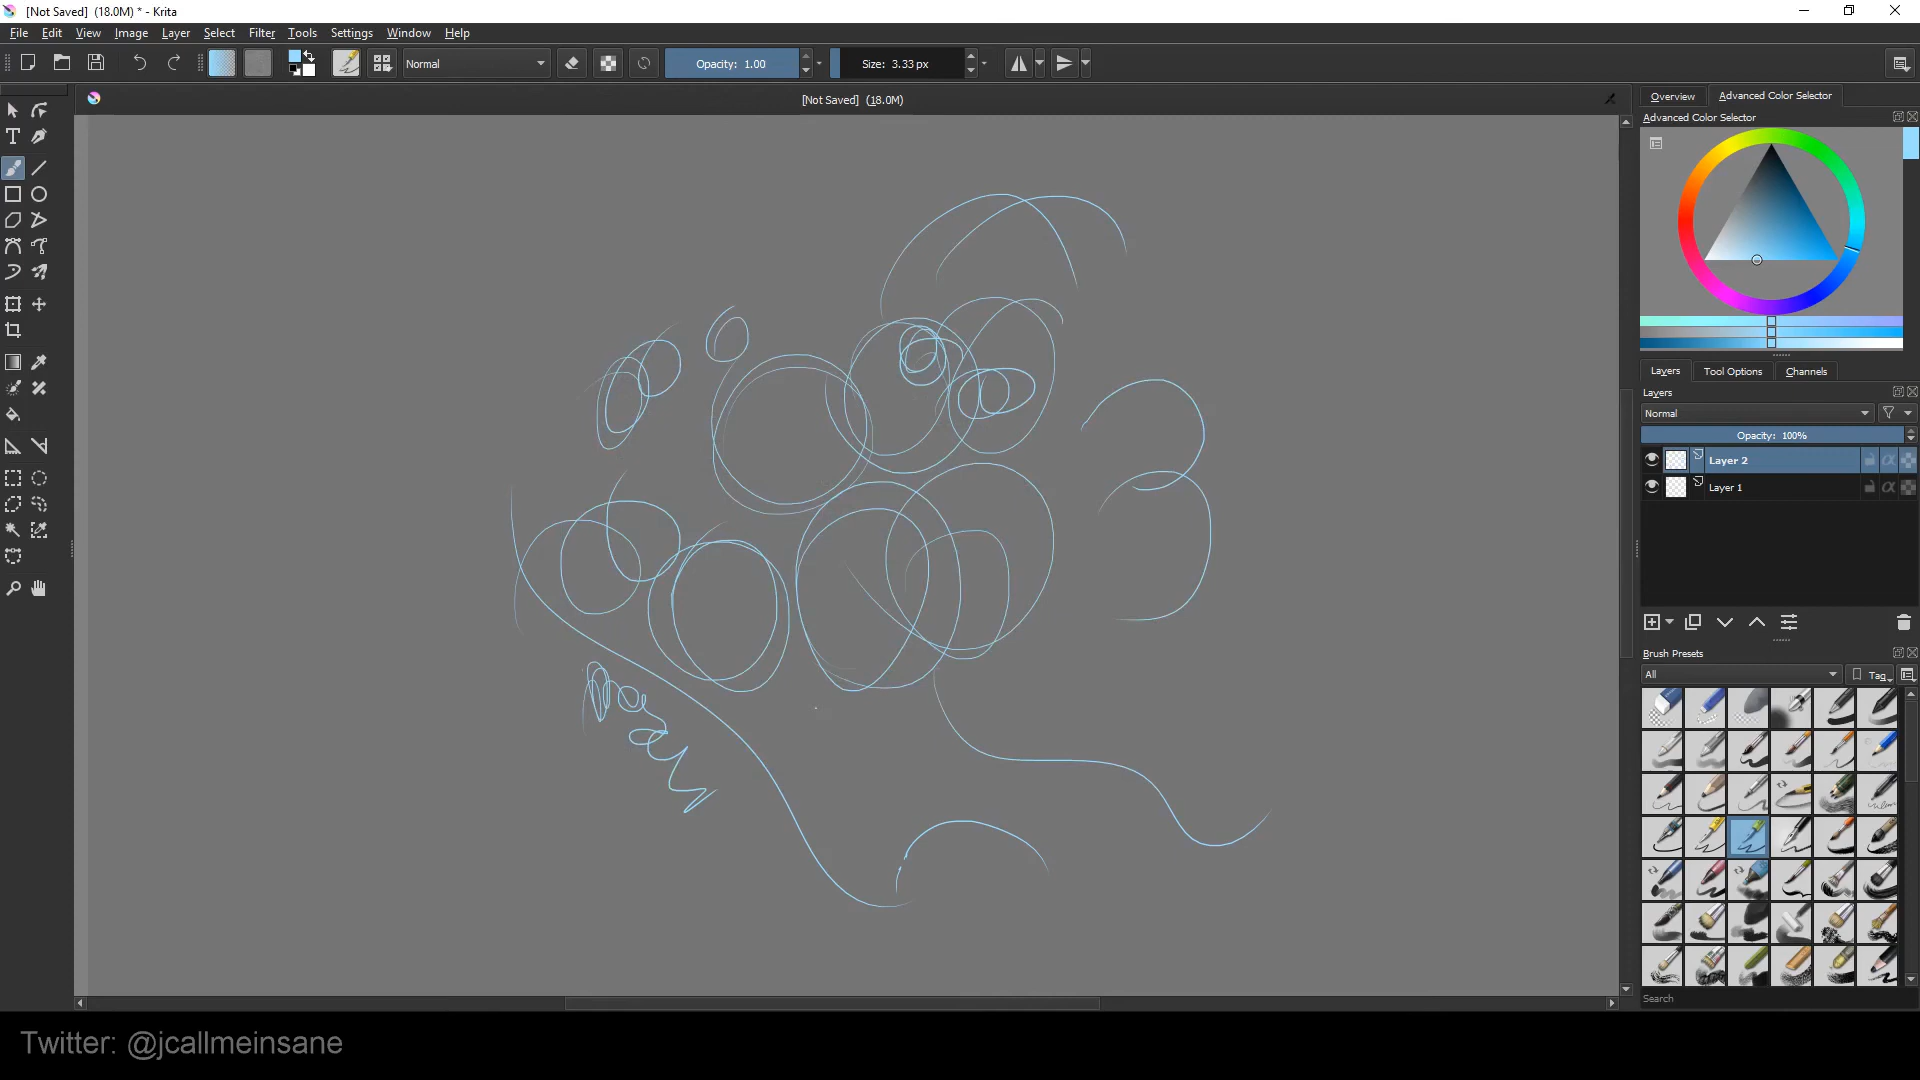 [Not Saved] (18.0M) * - Krita
File Edit View Image Layer Select Filter Tools Settings Window Help
Normal
Opacity: 1.00
Size: 3.33 px
[Not Saved] (18.0M)
Overview Advanced Color Selector
Advanced Color Selector
Layers Tool Options Channels
Layers
Normal
Opacity: 100%
Layer 2
Layer 1
Brush Presets
All
Tag
Search
Twitter: @jcallmeinsane